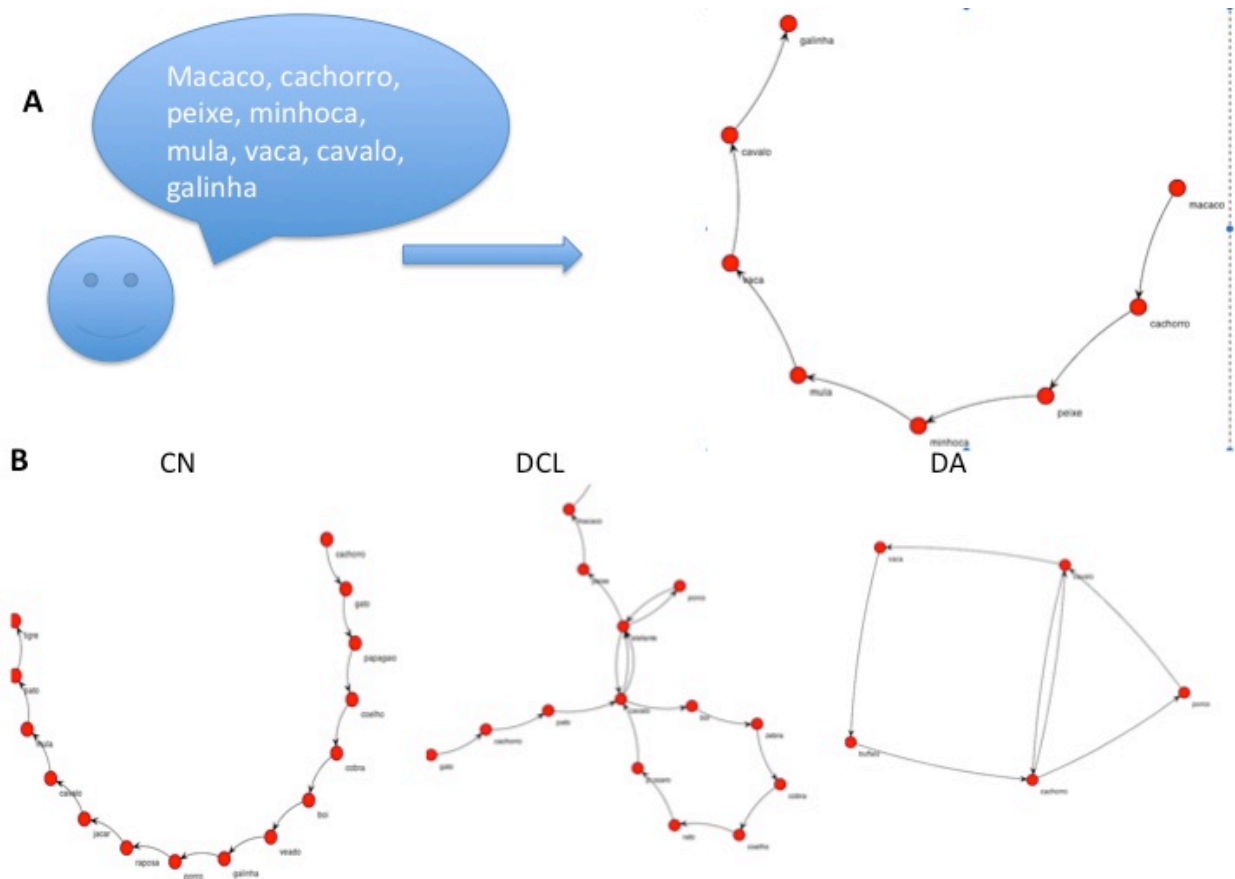 A
Macaco, cachorro,
peixe, minhoca,
mula, vaca, cavalo,
galinha
galinha
cavalo
vaca
mula
minhoca
peixe
cachorro
macaco
B
CN
DCL
DA
cachorro
gato
papagaio
coelho
cobra
boi
veado
galinha
porco
raposa
jacar
cavalo
mula
pato
tigre
macaco
peixe
porco
elefante
cavalo
pato
cachorro
gato
boi
zebra
cobra
coelho
rato
pássaro
vaca
cavalo
porco
cachorro